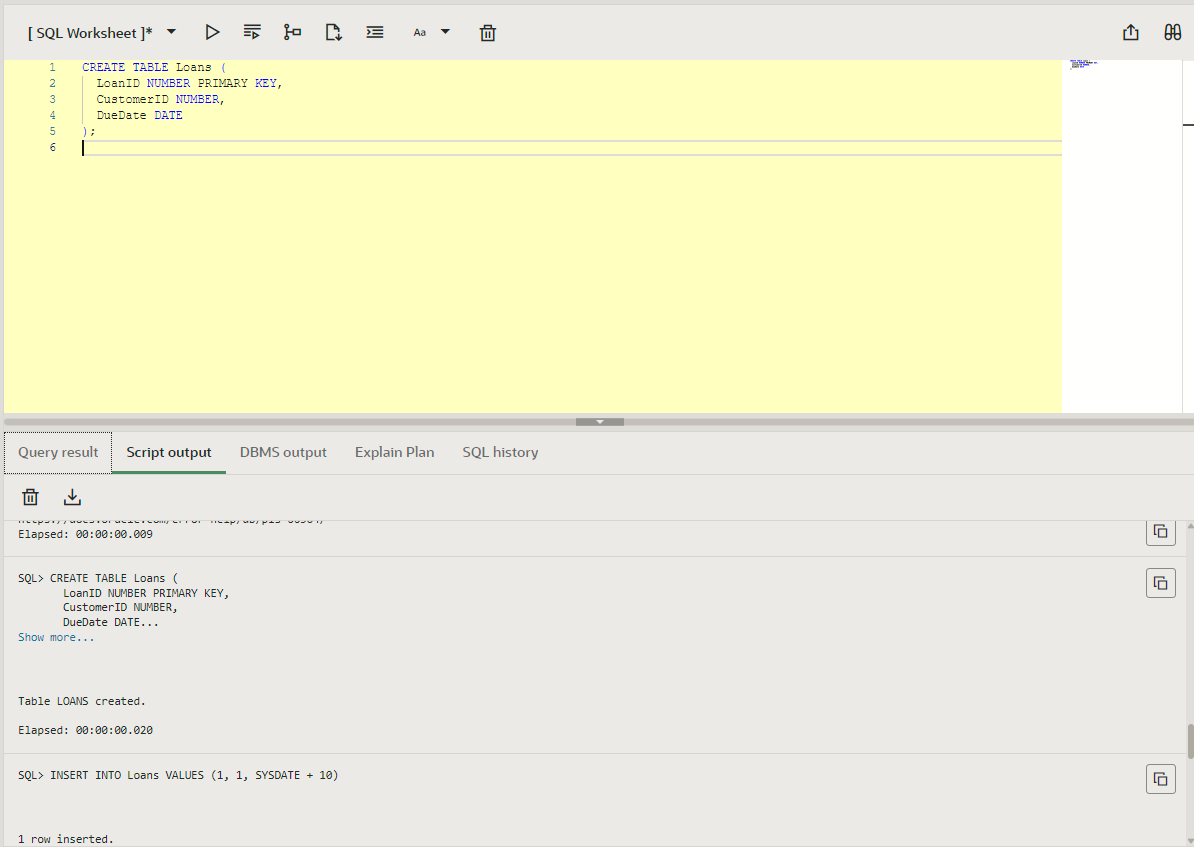 [ SQL Worksheet ]*
Aa
1 CREATE TABLE Loans (
2 LoanID NUMBER PRIMARY KEY,
3 CustomerID NUMBER,
4 DueDate DATE
5 );
6
Query result Script output DBMS output Explain Plan SQL history
Elapsed: 00:00:00.009
SQL> CREATE TABLE Loans (
LoanID NUMBER PRIMARY KEY,
CustomerID NUMBER,
DueDate DATE...
Show more...
Table LOANS created.
Elapsed: 00:00:00.020
SQL> INSERT INTO Loans VALUES (1, 1, SYSDATE + 10)
1 row inserted.